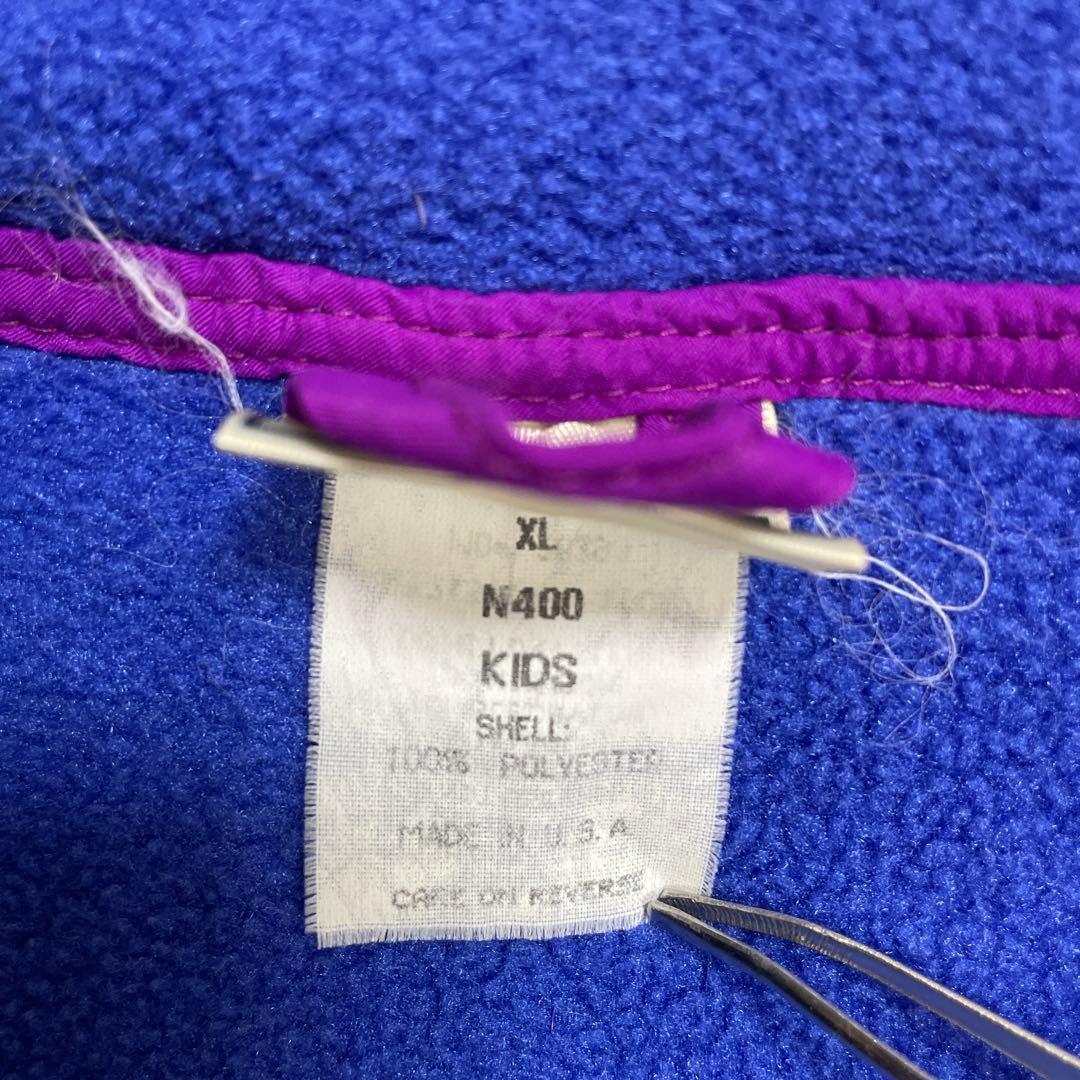 XL
N400
KIDS
SHELL:
100% POLYESTER
MADE IN U.S.A
CARE ON REVERSE